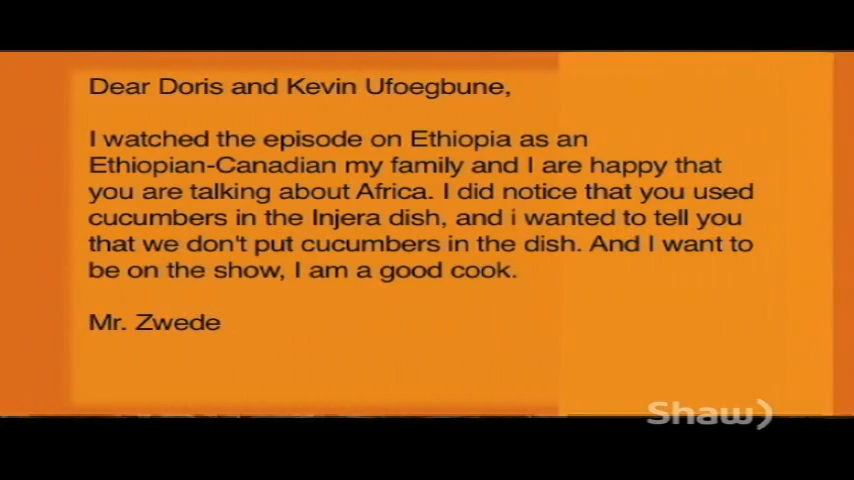 Dear Doris and Kevin Ufoegbune,
I watched the episode on Ethiopia as an
Ethiopian-Canadian my family and I are happy that
you are talking about Africa. I did notice that you used
cucumbers in the Injera dish, and i wanted to tell you
that we don't put cucumbers in the dish. And I want to
be on the show, I am a good cook.
Mr. Zwede
Shaw)